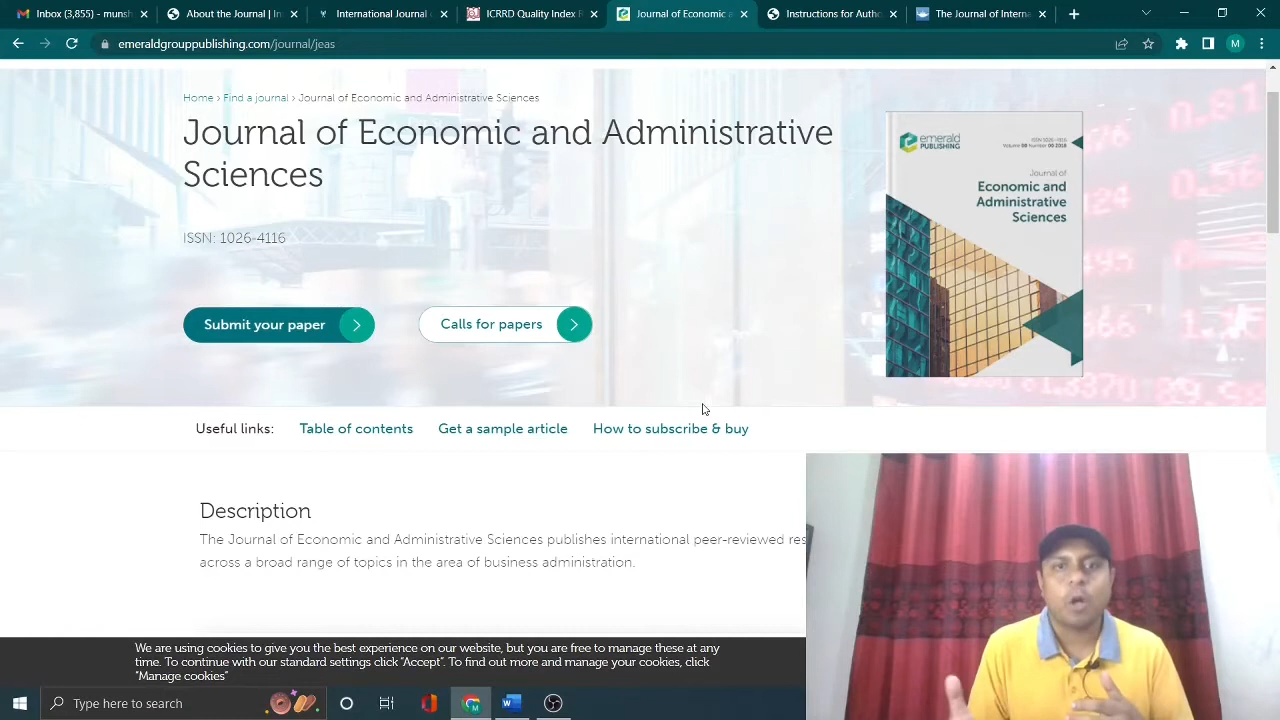 Inbox (3,855) - munsh
About the Journal | In
International Journal o
ICRRD Quality Index R
Journal of Economic a
Instructions for Autho
The Journal of Interna
emeraldgrouppublishing.com/journal/jeas
M
Home › Find a journal › Journal of Economic and Administrative Sciences
Journal of Economic and Administrative
Sciences
ISSN: 1026-4116
Submit your paper
Calls for papers
emerald
PUBLISHING
ISSN 1026-4116
Journal of
Economic and
Administrative
Sciences
Useful links:
Table of contents
Get a sample article
How to subscribe & buy
Description
The Journal of Economic and Administrative Sciences publishes international peer-reviewed res
across a broad range of topics in the area of business administration.
We are using cookies to give you the best experience on our website, but you are free to manage these at any
time. To continue with our standard settings click "Accept". To find out more and manage your cookies, click
"Manage cookies"
Type here to search